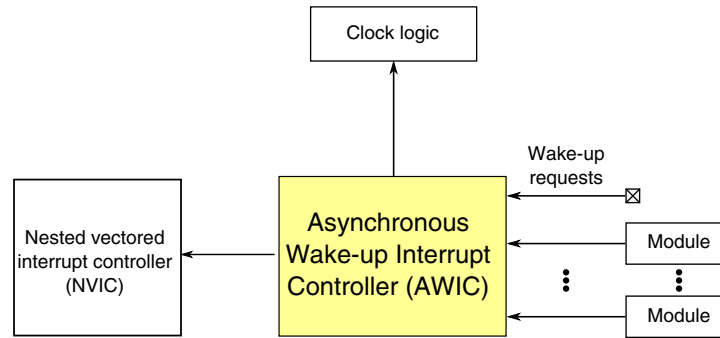 Clock logic
Wake-up
requests
Nested vectored
interrupt controller
(NVIC)
Asynchronous
Wake-up Interrupt
Controller (AWIC)
Module
Module